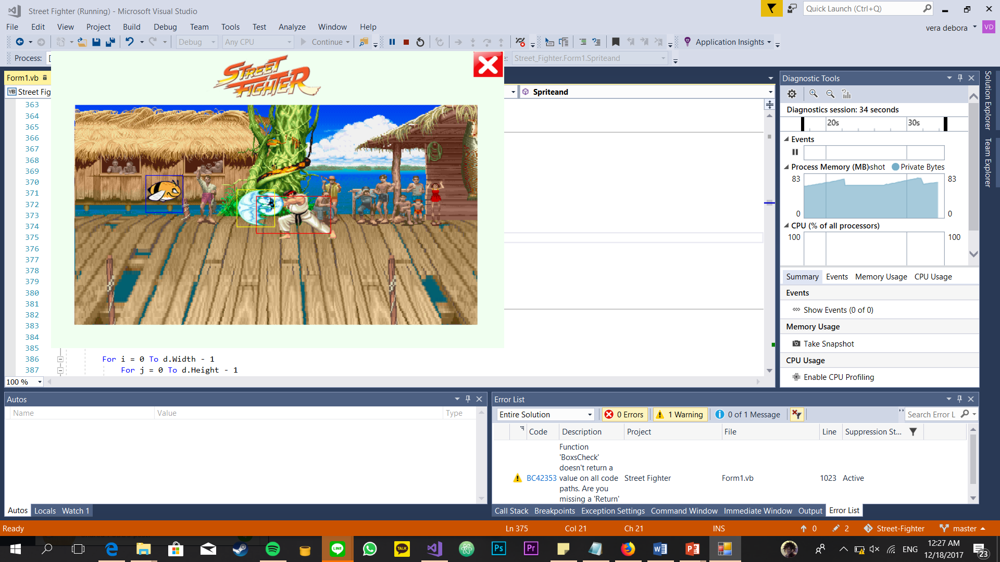 Street Fighter (Running) - Microsoft Visual Studio
Quick Launch (Ctrl+Q)
File Edit View Project Build Debug Team Tools Test Analyze Window Help
vera debora
VD
Debug Any CPU Continue Application Insights
Process: [
Street_Fighter.Form1.Spriteand
STREET
FIGHTER
Form1.vb
VB Street Fig
Spriteand
363
364
365
366
367
368
369
370
371
372
373
374
375
376
377
378
379
380
381
382
383
384
385
386 For i = 0 To d.Width - 1
387 For j = 0 To d.Height - 1
100 %
Diagnostic Tools
Diagnostics session: 34 seconds
20s 30s
Events
Process Memory (MB) shot Private Bytes
83 83
0 0
CPU (% of all processors)
100 100
Summary Events Memory Usage CPU Usage
Events
Show Events (0 of 0)
Memory Usage
Take Snapshot
CPU Usage
Enable CPU Profiling
Solution Explorer
Team Explorer
Autos
Name Value Type
Autos Locals Watch 1
Error List
Entire Solution 0 Errors 1 Warning 0 of 1 Message Search Error L
Code Description Project File Line Suppression St...
Function
'BoxsCheck'
doesn't return a
BC42353 value on all code Street Fighter Form1.vb 1023 Active
paths. Are you
missing a 'Return'
Call Stack Breakpoints Exception Settings Command Window Immediate Window Output Error List
Ready Ln 375 Col 21 Ch 21 INS 0 2 Street-Fighter master
LINE
TALK
Ps
Pr
ENG
12:27 AM
12/18/2017
23